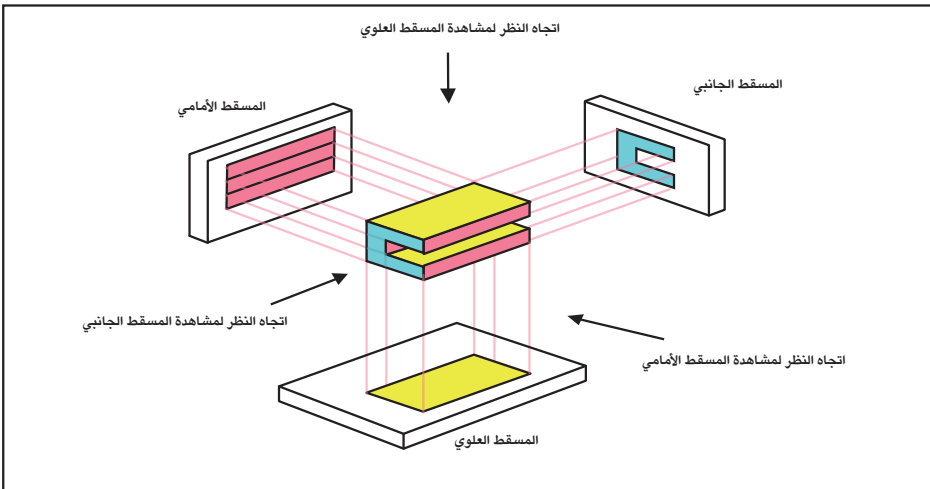 اتجاه النظر لمشاهدة المسقط العلوي
المسقط الجانبي
المسقط الأمامي
اتجاه النظر لمشاهدة المسقط الجانبي
اتجاه النظر لمشاهدة المسقط الأمامي
المسقط العلوي